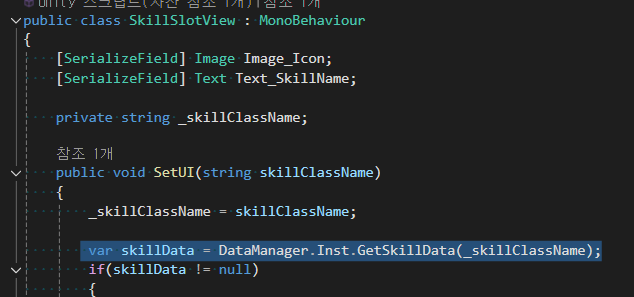 Unity 스크립트(자산 참조 1개)|참조 1개
public class SkillSlotView : MonoBehaviour
{
[SerializeField] Image Image_Icon;
[SerializeField] Text Text_SkillName;
private string _skillClassName;
참조 1개
public void SetUI(string skillClassName)
{
_skillClassName = skillClassName;
var skillData = DataManager.Inst.GetSkillData(_skillClassName);
if(skillData != null)
{